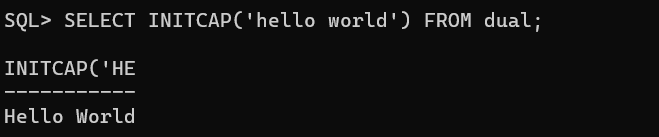 SQL> SELECT INITCAP('hello world') FROM dual;
INITCAP('HE
-----------
Hello World